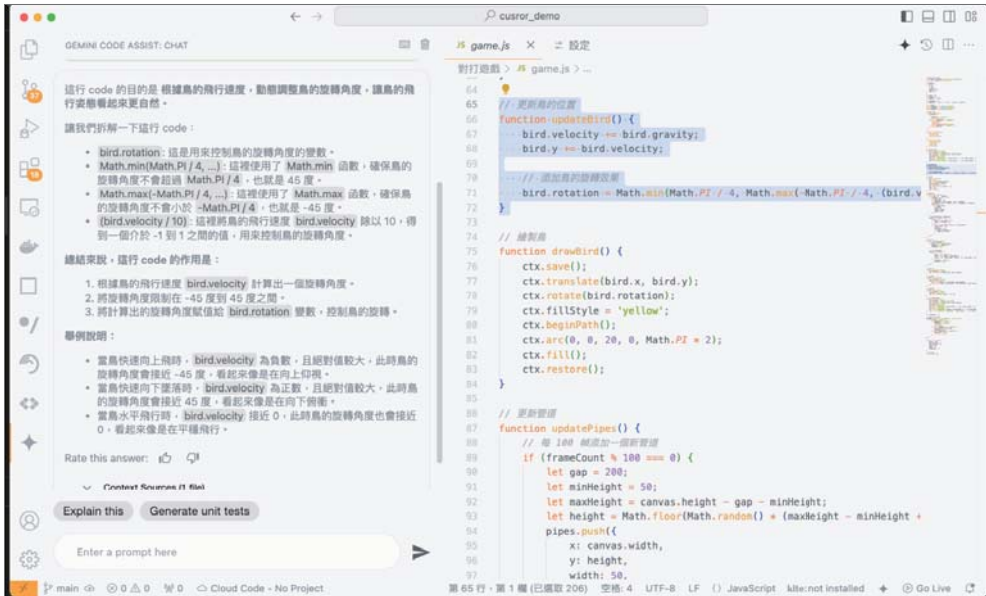 cusror_demo
GEMINI CODE ASSIST: CHAT
這行 code 的目的是 根據鳥的飛行速度，動態調整鳥的旋轉角度，讓鳥的飛
行姿態看起來更自然。
讓我們拆解一下這行 code：
• bird.rotation : 這是用來控制鳥的旋轉角度的變數。
• Math.min(Math.PI / 4, ...) : 這裡使用了 Math.min 函數，確保鳥的
旋轉角度不會超過 Math.PI / 4，也就是 45 度。
• Math.max(-Math.PI / 4, ...) : 這裡使用了 Math.max 函數，確保鳥
的旋轉角度不會小於 -Math.PI / 4，也就是 -45 度。
• (bird.velocity / 10) : 這裡將鳥的飛行速度 bird.velocity 除以 10，得
到一個介於 -1 到 1 之間的值，用來控制鳥的旋轉角度。
總結來說，這行 code 的作用是：
1. 根據鳥的飛行速度 bird.velocity 計算出一個旋轉角度。
2. 將旋轉角度限制在 -45 度到 45 度之間。
3. 將計算出的旋轉角度賦值給 bird.rotation 變數，控制鳥的旋轉。
舉例說明：
• 當鳥快速向上飛時，bird.velocity 為負數，且絕對值較大，此時鳥的
旋轉角度會接近 -45 度，看起來像是在向上仰視。
• 當鳥快速向下墜落時，bird.velocity 為正數，且絕對值較大，此時鳥
的旋轉角度會接近 45 度，看起來像是在向下俯衝。
• 當鳥水平飛行時，bird.velocity 接近 0，此時鳥的旋轉角度也會接近
0，看起來像是在平穩飛行。
Rate this answer:
Context Sources (1 file)
Explain this
Generate unit tests
Enter a prompt here
JS game.js
設定
對打遊戲 > JS game.js > ...
64
65 // 更新鳥的位置
66 function updateBird() {
67 bird.velocity += bird.gravity;
68 bird.y += bird.velocity;
69
70 // 添加鳥的旋轉效果
71 bird.rotation = Math.min(Math.PI / 4, Math.max(-Math.PI / 4, (bird.v
72 }
73
74 // 繪製鳥
75 function drawBird() {
76 ctx.save();
77 ctx.translate(bird.x, bird.y);
78 ctx.rotate(bird.rotation);
79 ctx.fillStyle = 'yellow';
80 ctx.beginPath();
81 ctx.arc(0, 0, 20, 0, Math.PI * 2);
82 ctx.fill();
83 ctx.restore();
84 }
85
86 // 更新管道
87 function updatePipes() {
88 // 每 100 幀添加一個新管道
89 if (frameCount % 100 === 0) {
90 let gap = 200;
91 let minHeight = 50;
92 let maxHeight = canvas.height - gap - minHeight;
93 let height = Math.floor(Math.random() * (maxHeight - minHeight +
94 pipes.push({
95 x: canvas.width,
96 y: height,
97 width: 50,
main
0 0
0
Cloud Code - No Project
第 65 行，第 1 欄 (已選取 206)
空格: 4
UTF-8
LF
{} JavaScript
kite: not installed
Go Live